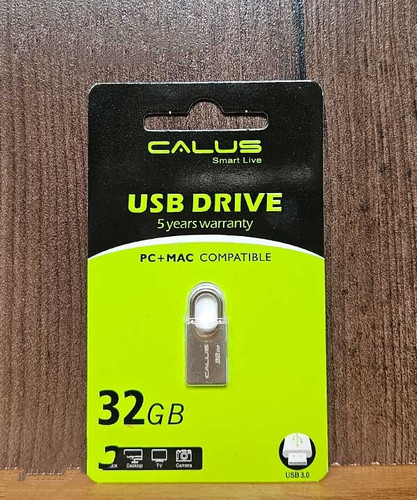 CALUS
Smart Live
USB DRIVE
5 years warranty
PC+MAC COMPATIBLE
CALUS 32GB
32GB
Desktop TV Camera
USB 3.0